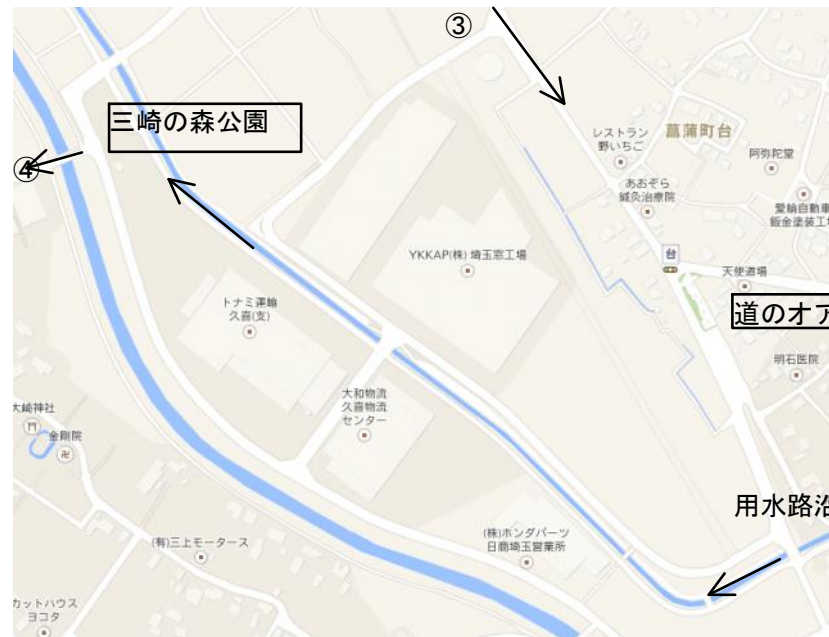 ③
三崎の森公園
④
レストラン
野いちご
菖蒲町台
阿弥陀堂
あおぞら
鍼灸治療院
愛輪自動車
鈑金塗装工
YKKAP(株) 埼玉窓工場
台
天使道場
道のオア
トナミ運輸
久喜(支)
明石医院
大和物流
久喜物流
センター
大崎神社
金剛院
用水路沿
(株)ホンダパーツ
日商埼玉営業所
(有)三上モータース
カットハウス
ヨコタ